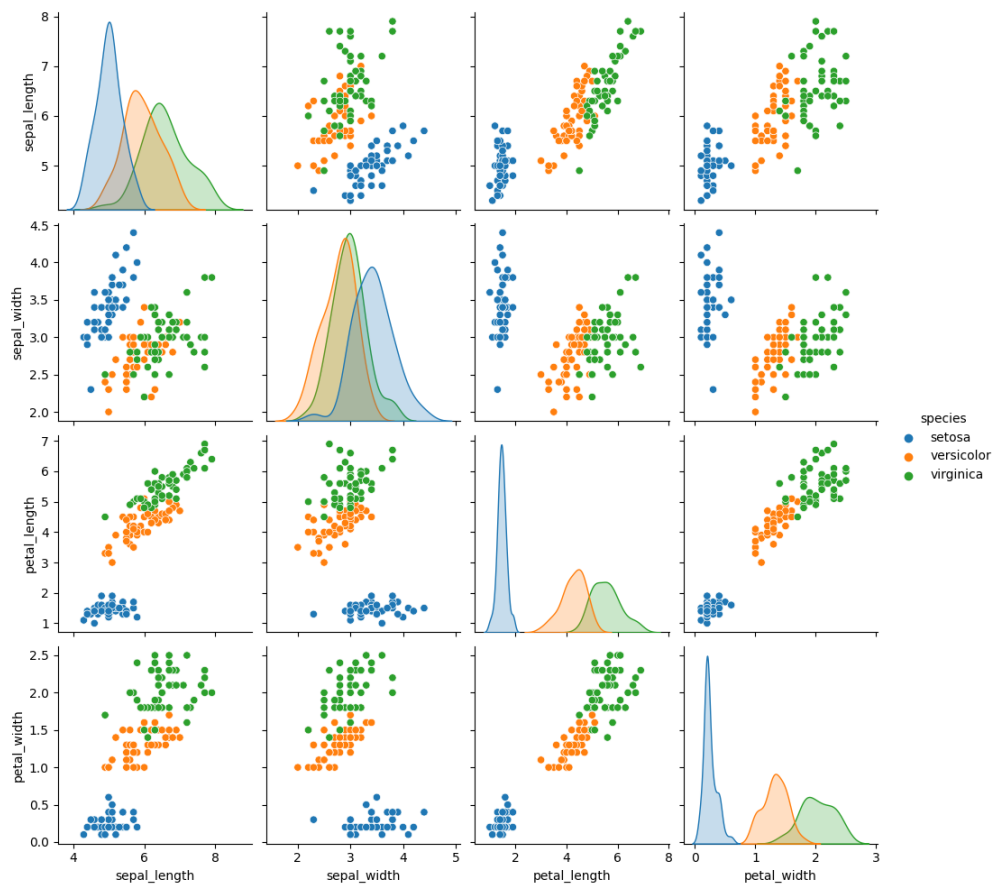 8
7
6
5
sepal_length
4.5
4.0
3.5
3.0
2.5
2.0
sepal_width
species
setosa
versicolor
virginica
7
6
5
4
3
2
1
petal_length
2.5
2.0
1.5
1.0
0.5
0.0
petal_width
4 6 8
sepal_length
2 3 4 5
sepal_width
2 4 6 8
petal_length
0 1 2 3
petal_width